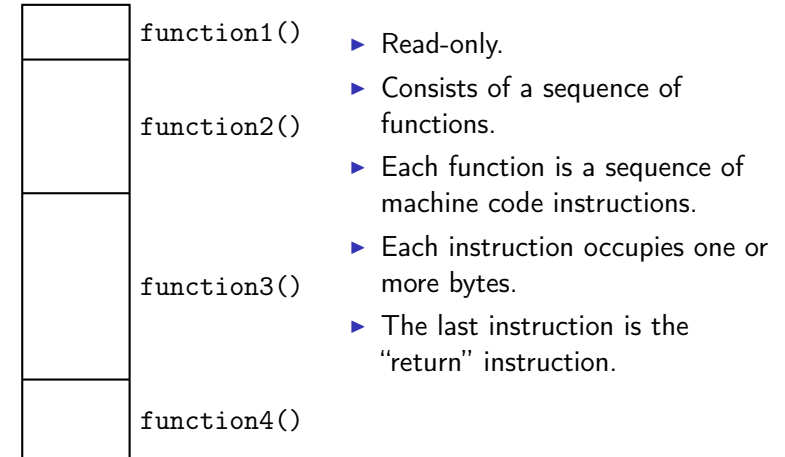 function1()
function2()
function3()
function4()
▶ Read-only.
▶ Consists of a sequence of
functions.
▶ Each function is a sequence of
machine code instructions.
▶ Each instruction occupies one or
more bytes.
▶ The last instruction is the
“return” instruction.